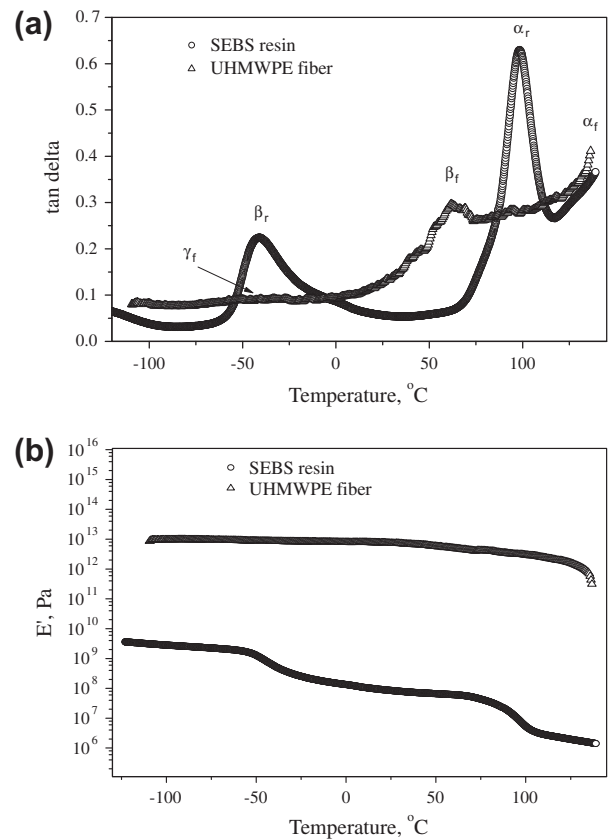 (a)
0.7
0.6
0.5
0.4
0.3
0.2
0.1
0.0
tan delta
SEBS resin
UHMWPE fiber
αr
αf
βf
βr
γf
-100 -50 0 50 100
Temperature, °C
(b)
10^16
10^15
10^14
10^13
10^12
10^11
10^10
10^9
10^8
10^7
10^6
E', Pa
SEBS resin
UHMWPE fiber
-100 -50 0 50 100
Temperature, °C